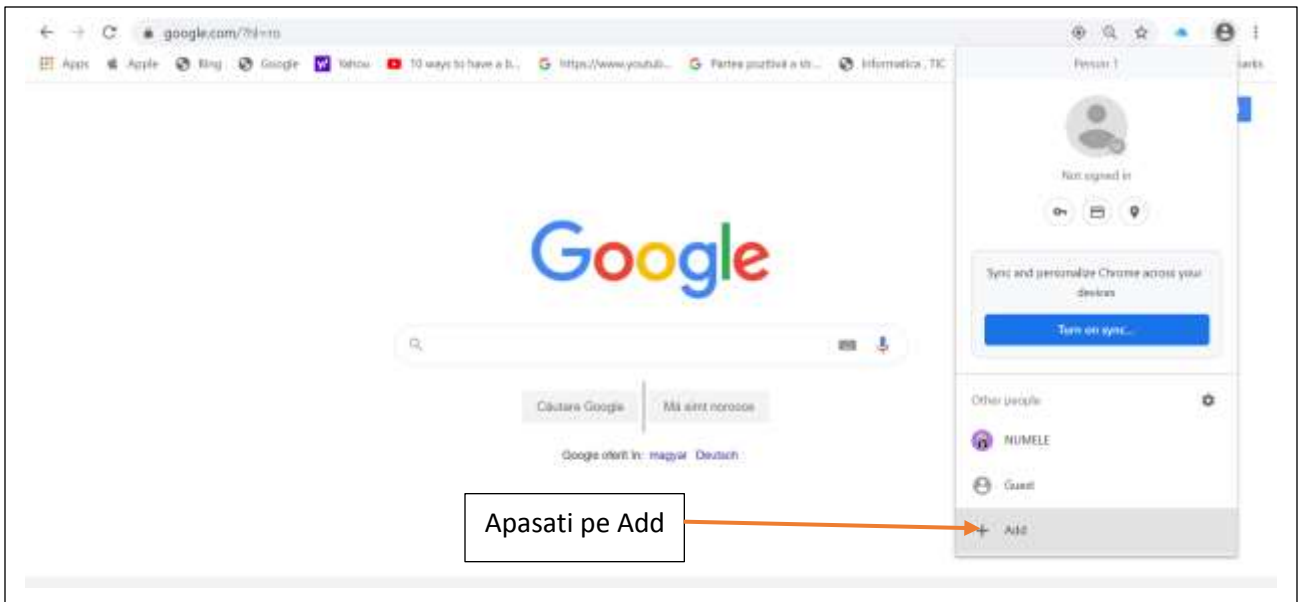 google.com/?hl=ro
Apps Apple Bing Google Yahoo 10 ways to have a b... https://www.youtub... Partea pozitivă a st... Informatica , TIC
Person 1
Not signed in
Google
Sync and personalize Chrome across your
devices
Turn on sync...
Căutare Google Mă simt norocos
Other people
Google oferit în: magyar Deutsch
NUMELE
Guest
Apasati pe Add
Add